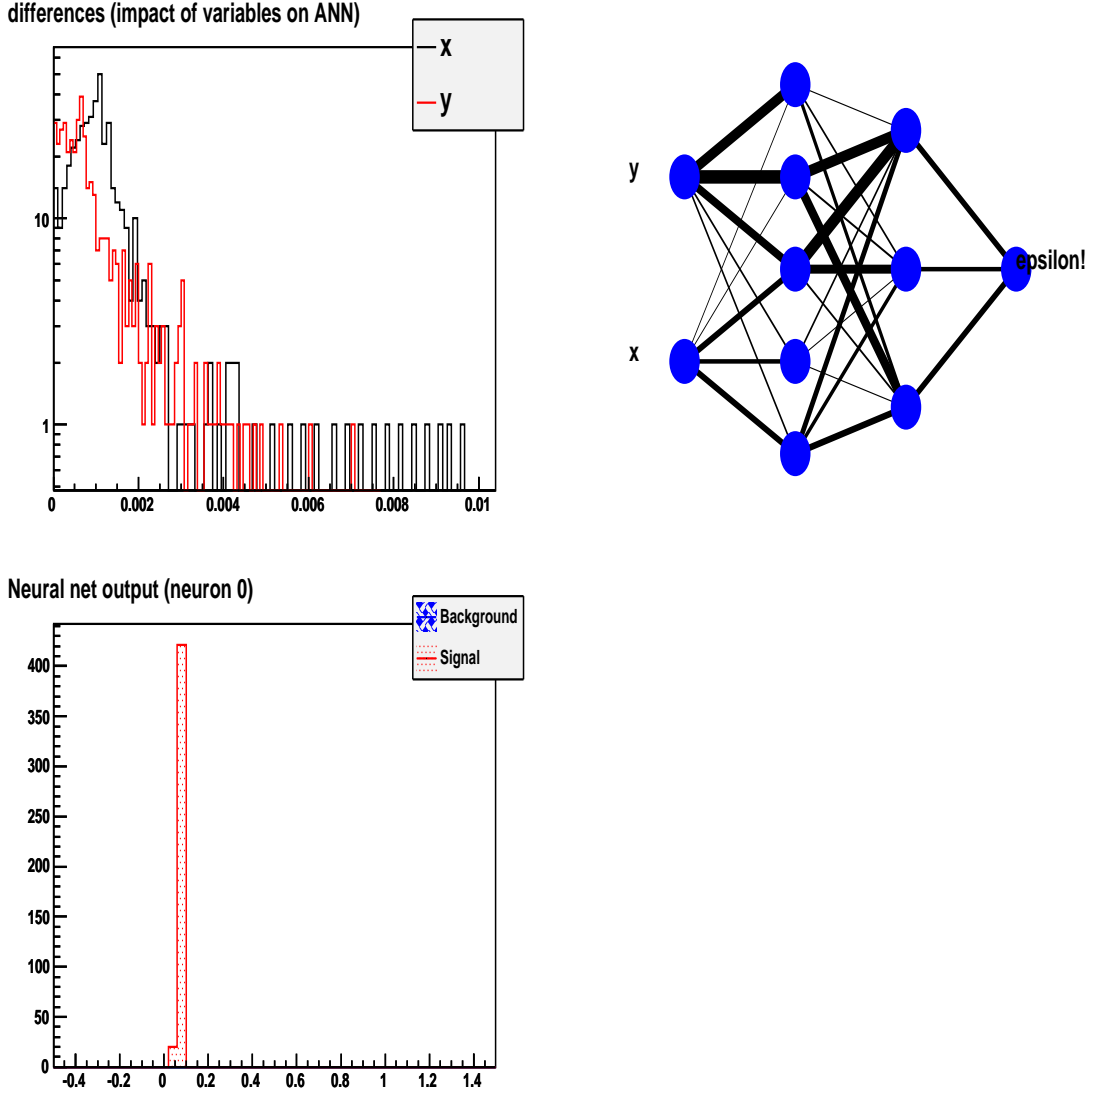 differences (impact of variables on ANN)
x
y
10
1
0 0.002 0.004 0.006 0.008 0.01
y
x
epsilon!
Neural net output (neuron 0)
Background
Signal
400
350
300
250
200
150
100
50
0
-0.4 -0.2 0 0.2 0.4 0.6 0.8 1 1.2 1.4